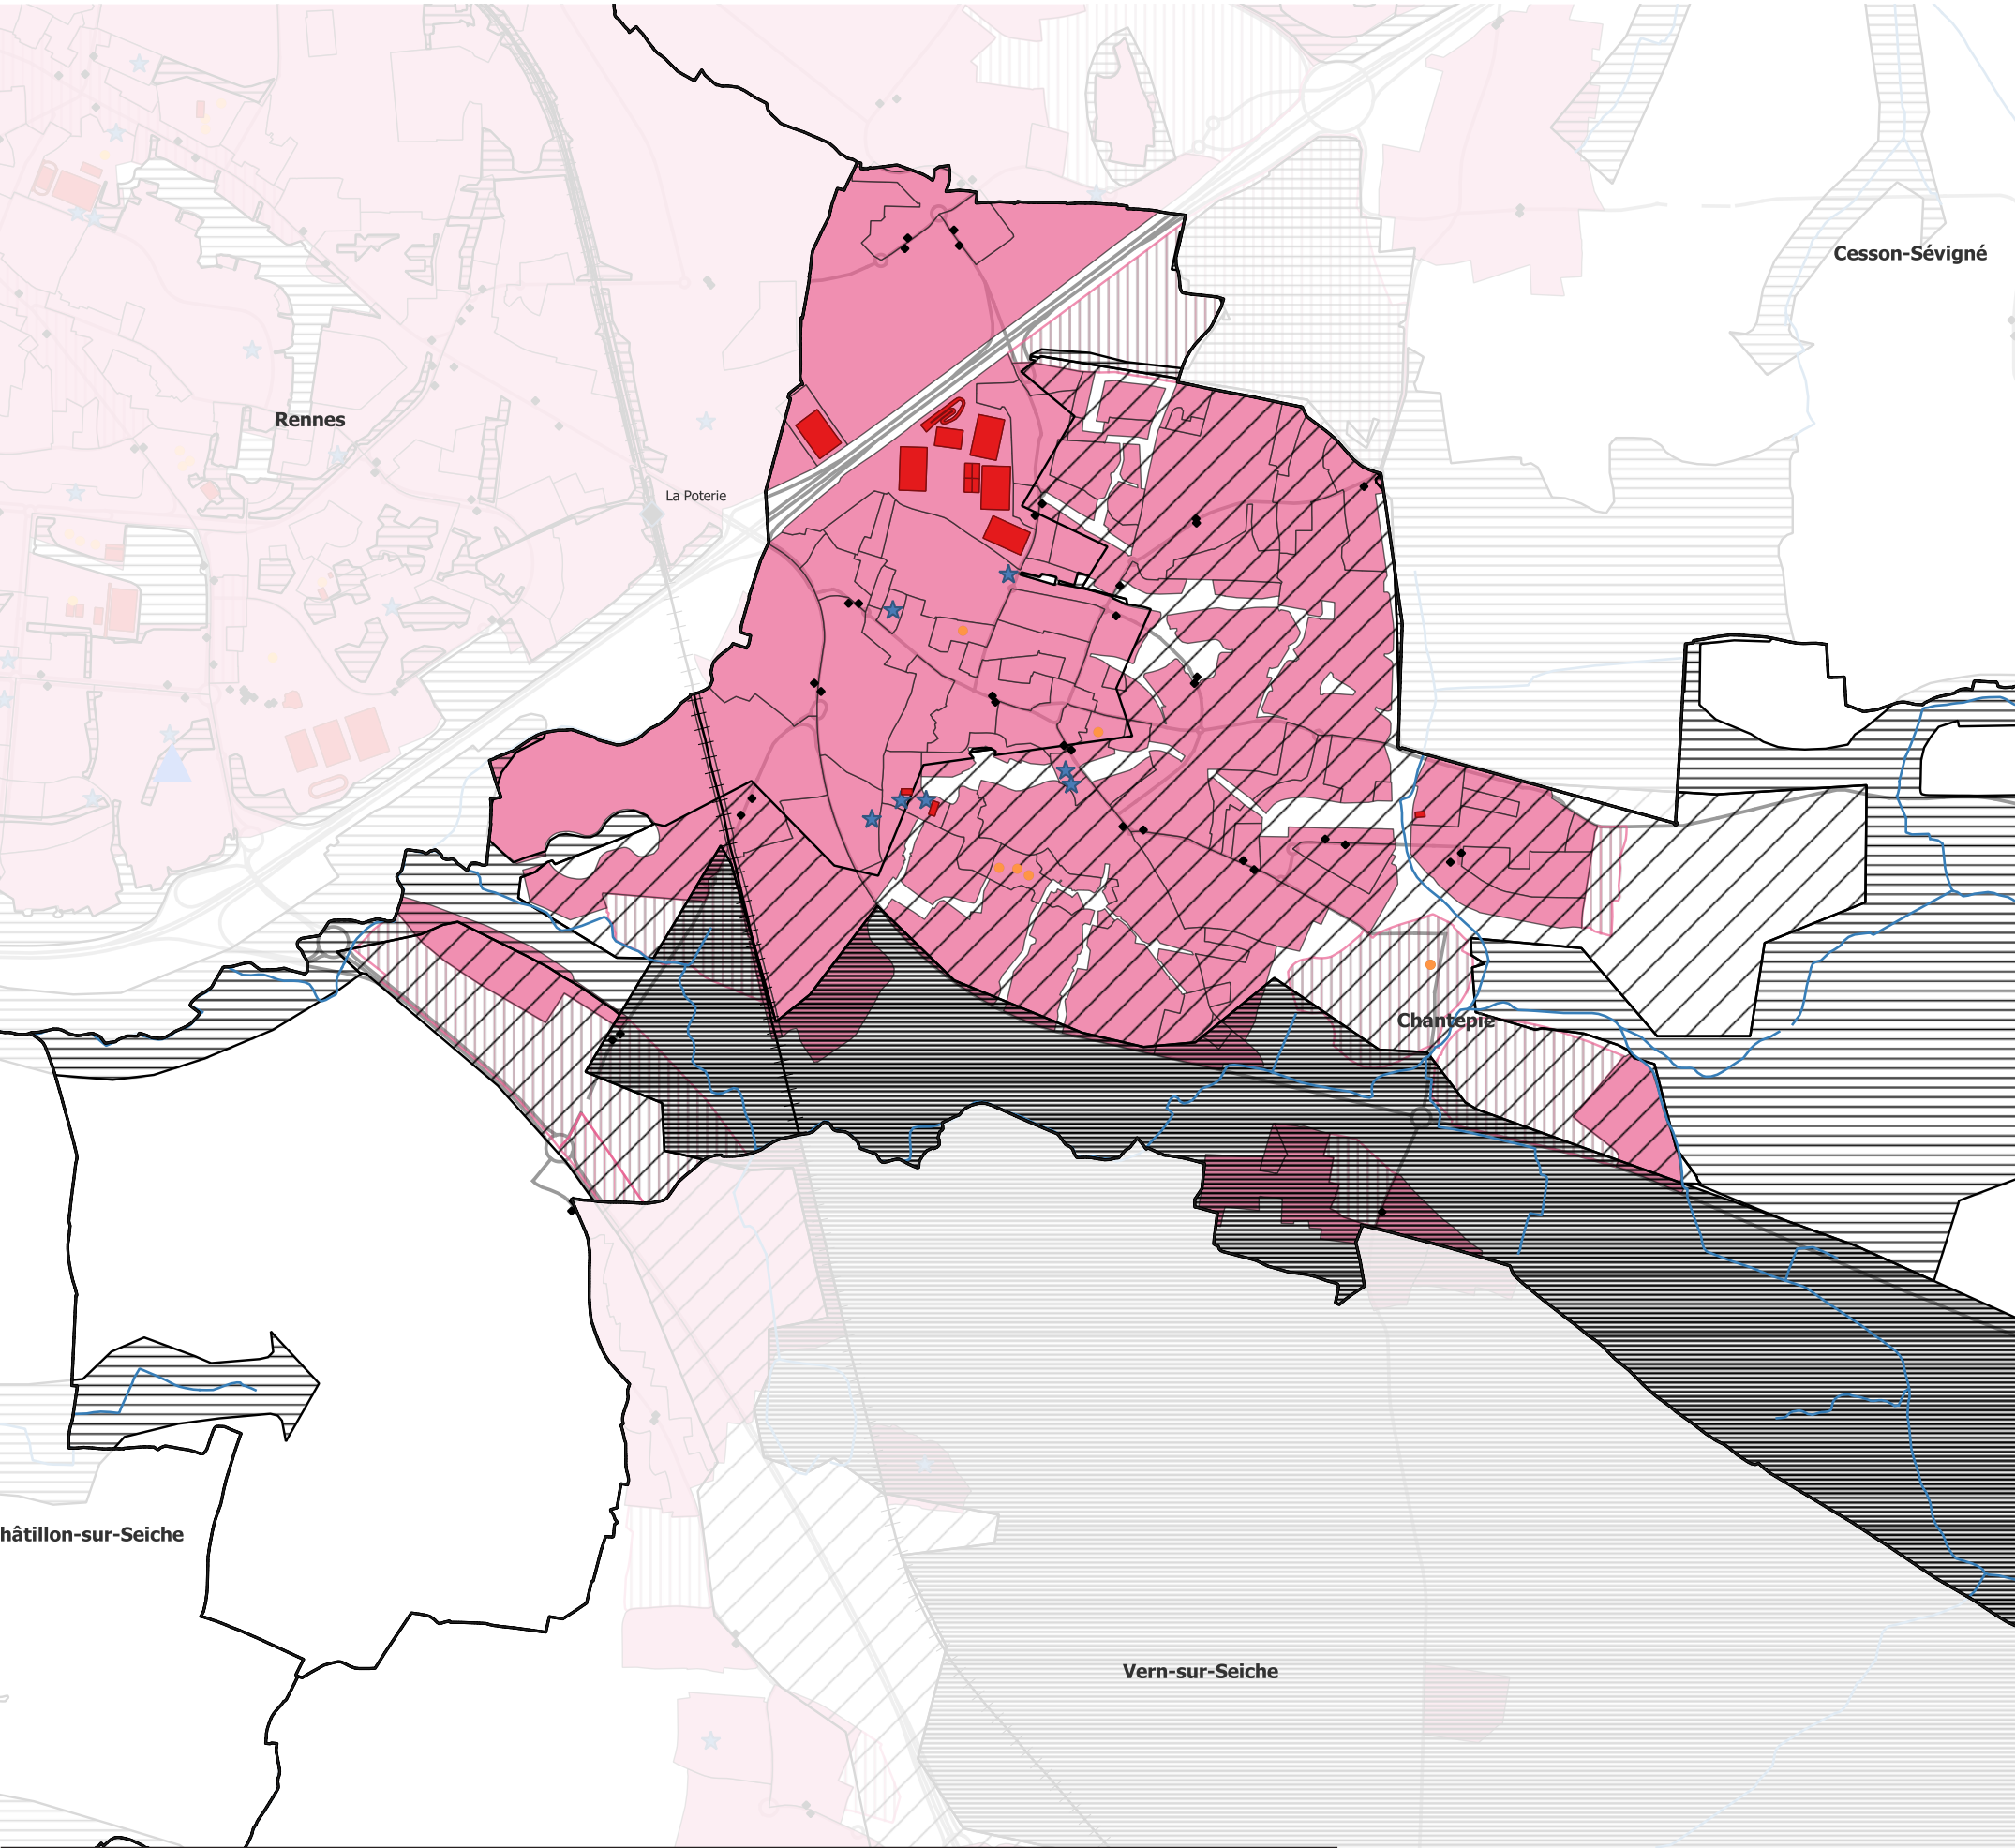 Cesson-Sévigné
Rennes
La Poterie
Chantepie
hâtillon-sur-Seiche
Vern-sur-Seiche